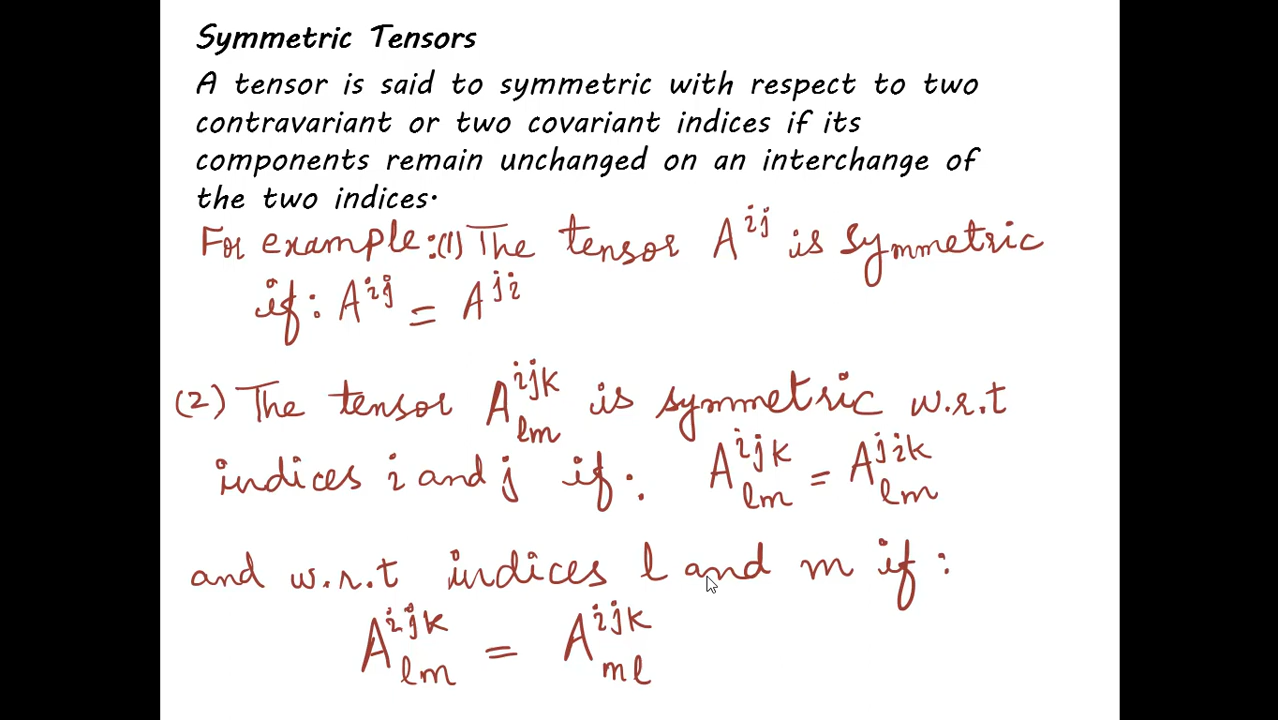 Symmetric Tensors
A tensor is said to symmetric with respect to two
contravariant or two covariant indices if its
components remain unchanged on an interchange of
the two indices.
For example:(1) The tensor A^{ij} is symmetric
if: A^{ij} = A^{ji}
(2) The tensor A^{ijk}_{lm} is symmetric w.r.t
indices i and j if: A^{ijk}_{lm} = A^{jik}_{lm}
and w.r.t indices l and m if:
A^{ijk}_{lm} = A^{ijk}_{ml}